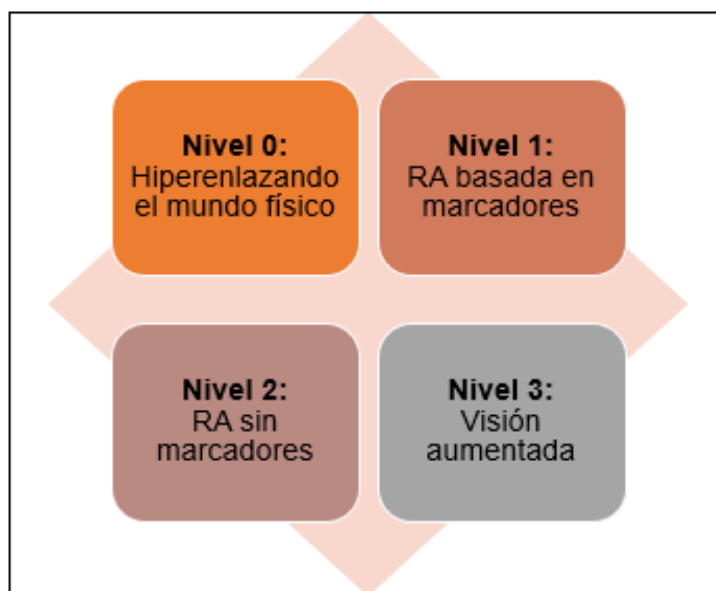 Nivel 0:
Hiperenlazando
el mundo físico
Nivel 1:
RA basada en
marcadores
Nivel 2:
RA sin
marcadores
Nivel 3:
Visión
aumentada